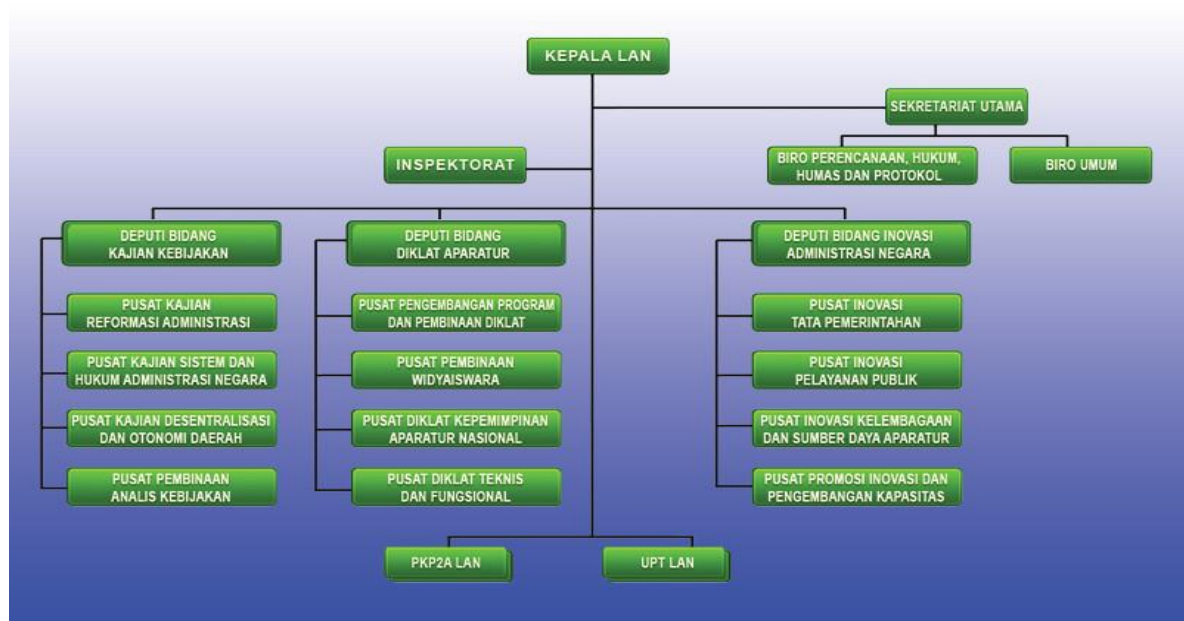 KEPALA LAN
SEKRETARIAT UTAMA
INSPEKTORAT
BIRO PERENCANAAN, HUKUM,
HUMAS DAN PROTOKOL
BIRO UMUM
DEPUTI BIDANG
KAJIAN KEBIJAKAN
PUSAT KAJIAN
REFORMASI ADMINISTRASI
PUSAT KAJIAN SISTEM DAN
HUKUM ADMINISTRASI NEGARA
PUSAT KAJIAN DESENTRALISASI
DAN OTONOMI DAERAH
PUSAT PEMBINAAN
ANALIS KEBIJAKAN
DEPUTI BIDANG
DIKLAT APARATUR
PUSAT PENGEMBANGAN PROGRAM
DAN PEMBINAAN DIKLAT
PUSAT PEMBINAAN
WIDYAISWARA
PUSAT DIKLAT KEPEMIMPINAN
APARATUR NASIONAL
PUSAT DIKLAT TEKNIS
DAN FUNGSIONAL
DEPUTI BIDANG INOVASI
ADMINISTRASI NEGARA
PUSAT INOVASI
TATA PEMERINTAHAN
PUSAT INOVASI
PELAYANAN PUBLIK
PUSAT INOVASI KELEMBAGAAN
DAN SUMBER DAYA APARATUR
PUSAT PROMOSI INOVASI DAN
PENGEMBANGAN KAPASITAS
PKP2A LAN
UPT LAN